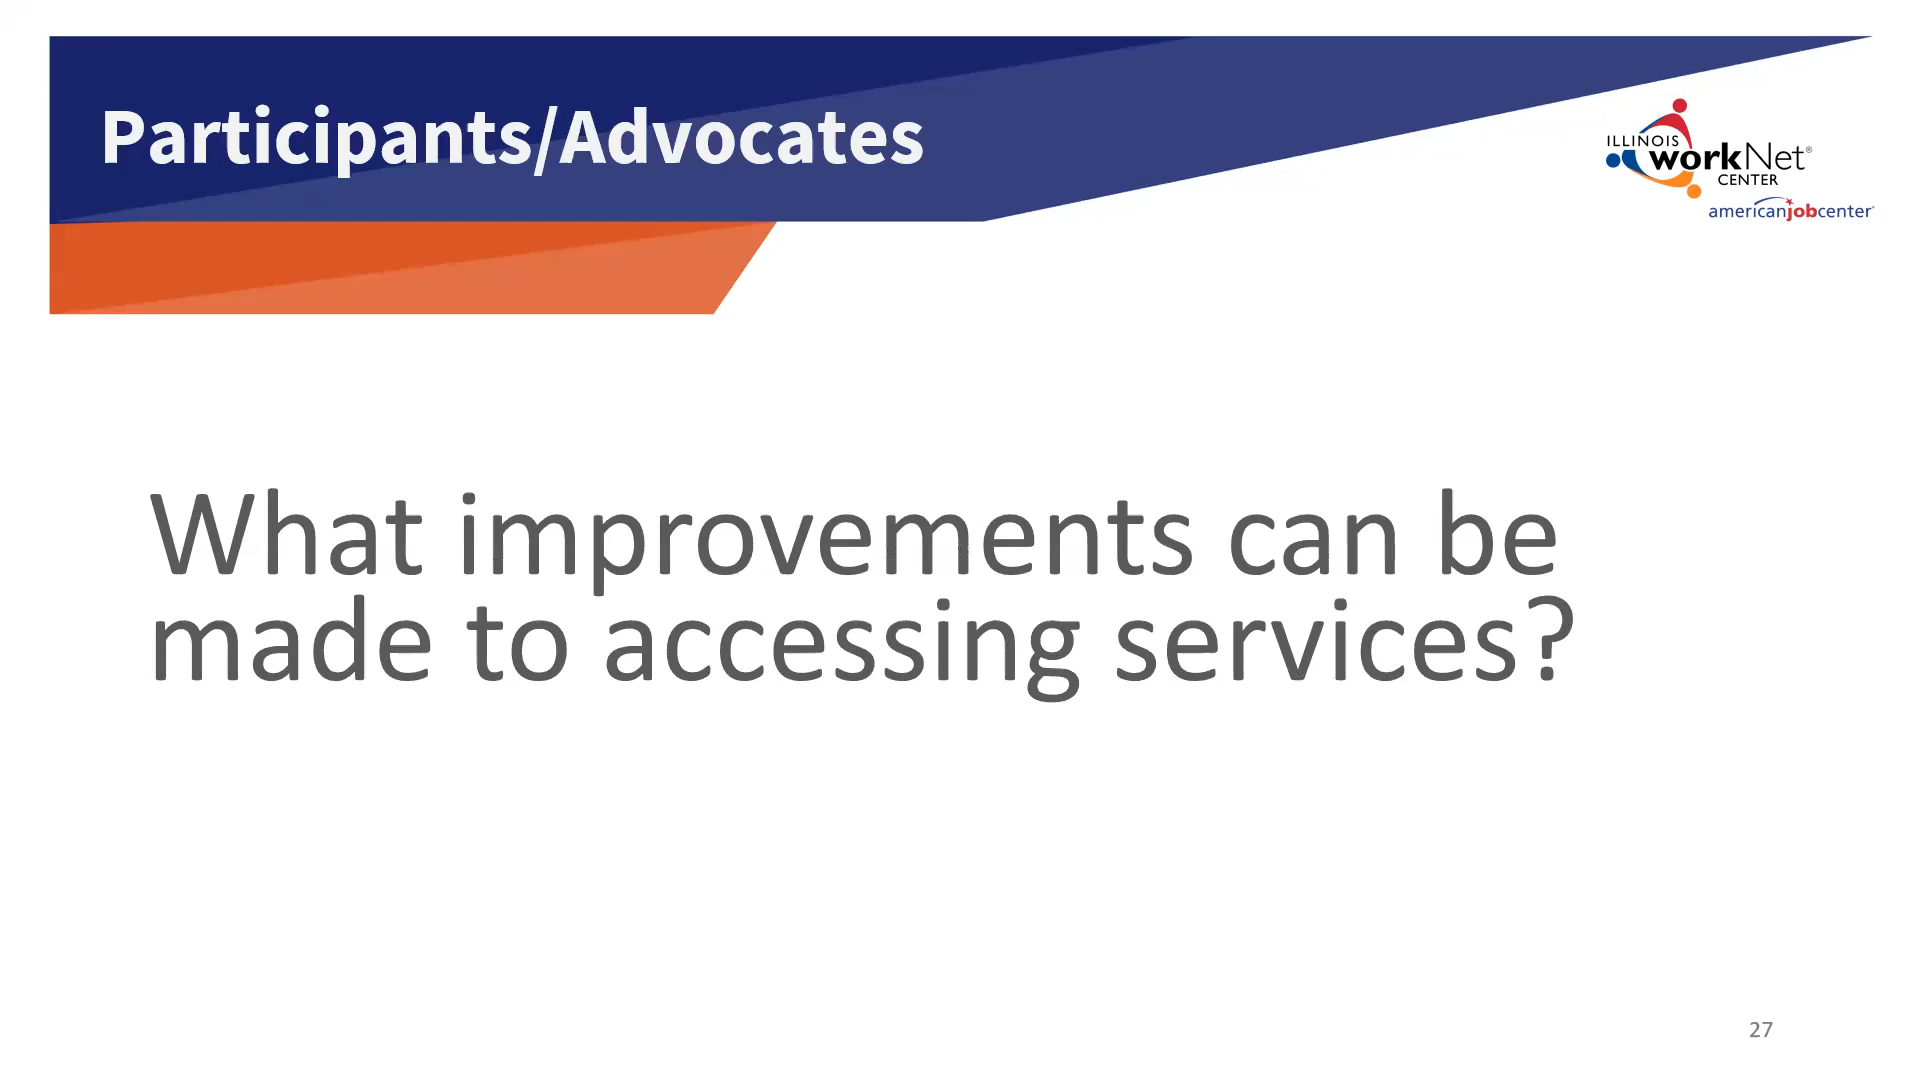 Participants/Advocates
ILLINOIS
workNet®
CENTER
americanjobcenter®
What improvements can be
made to accessing services?
27